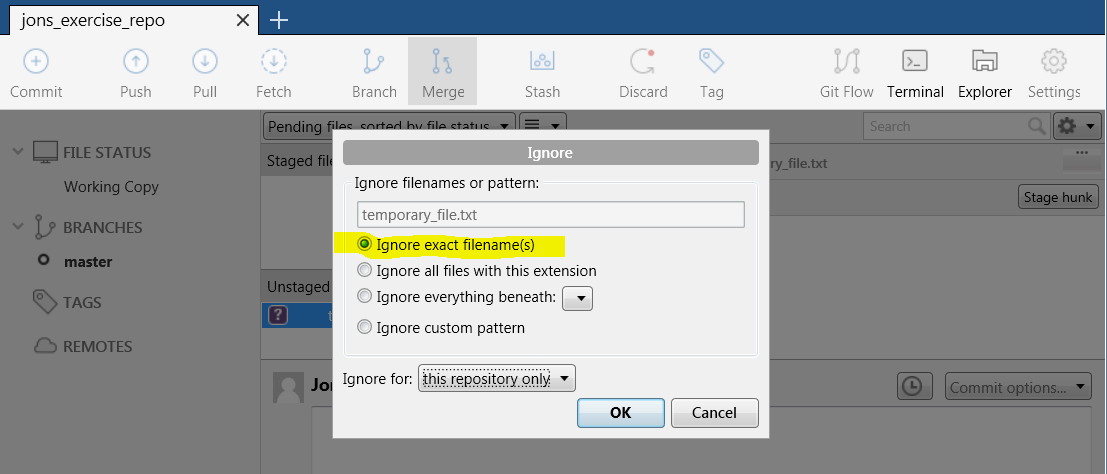 jons_exercise_repo
Commit Push Pull Fetch Branch Merge Stash Discard Tag Git Flow Terminal Explorer Settings
Pending files, sorted by file status
Search
FILE STATUS
Working Copy
BRANCHES
master
TAGS
REMOTES
Staged
Unstaged
ry_file.txt
Stage hunk
Ignore
Ignore filenames or pattern:
temporary_file.txt
Ignore exact filename(s)
Ignore all files with this extension
Ignore everything beneath:
Ignore custom pattern
Ignore for: this repository only
OK Cancel
Commit options...